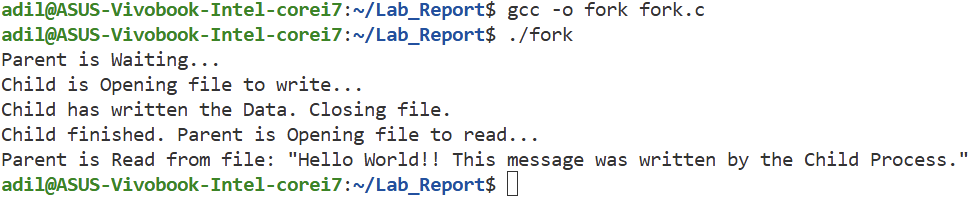 adil@ASUS-Vivobook-Intel-corei7:~/Lab_Report$ gcc -o fork fork.c
adil@ASUS-Vivobook-Intel-corei7:~/Lab_Report$ ./fork
Parent is Waiting...
Child is Opening file to write...
Child has written the Data. Closing file.
Child finished. Parent is Opening file to read...
Parent is Read from file: "Hello World!! This message was written by the Child Process."
adil@ASUS-Vivobook-Intel-corei7:~/Lab_Report$